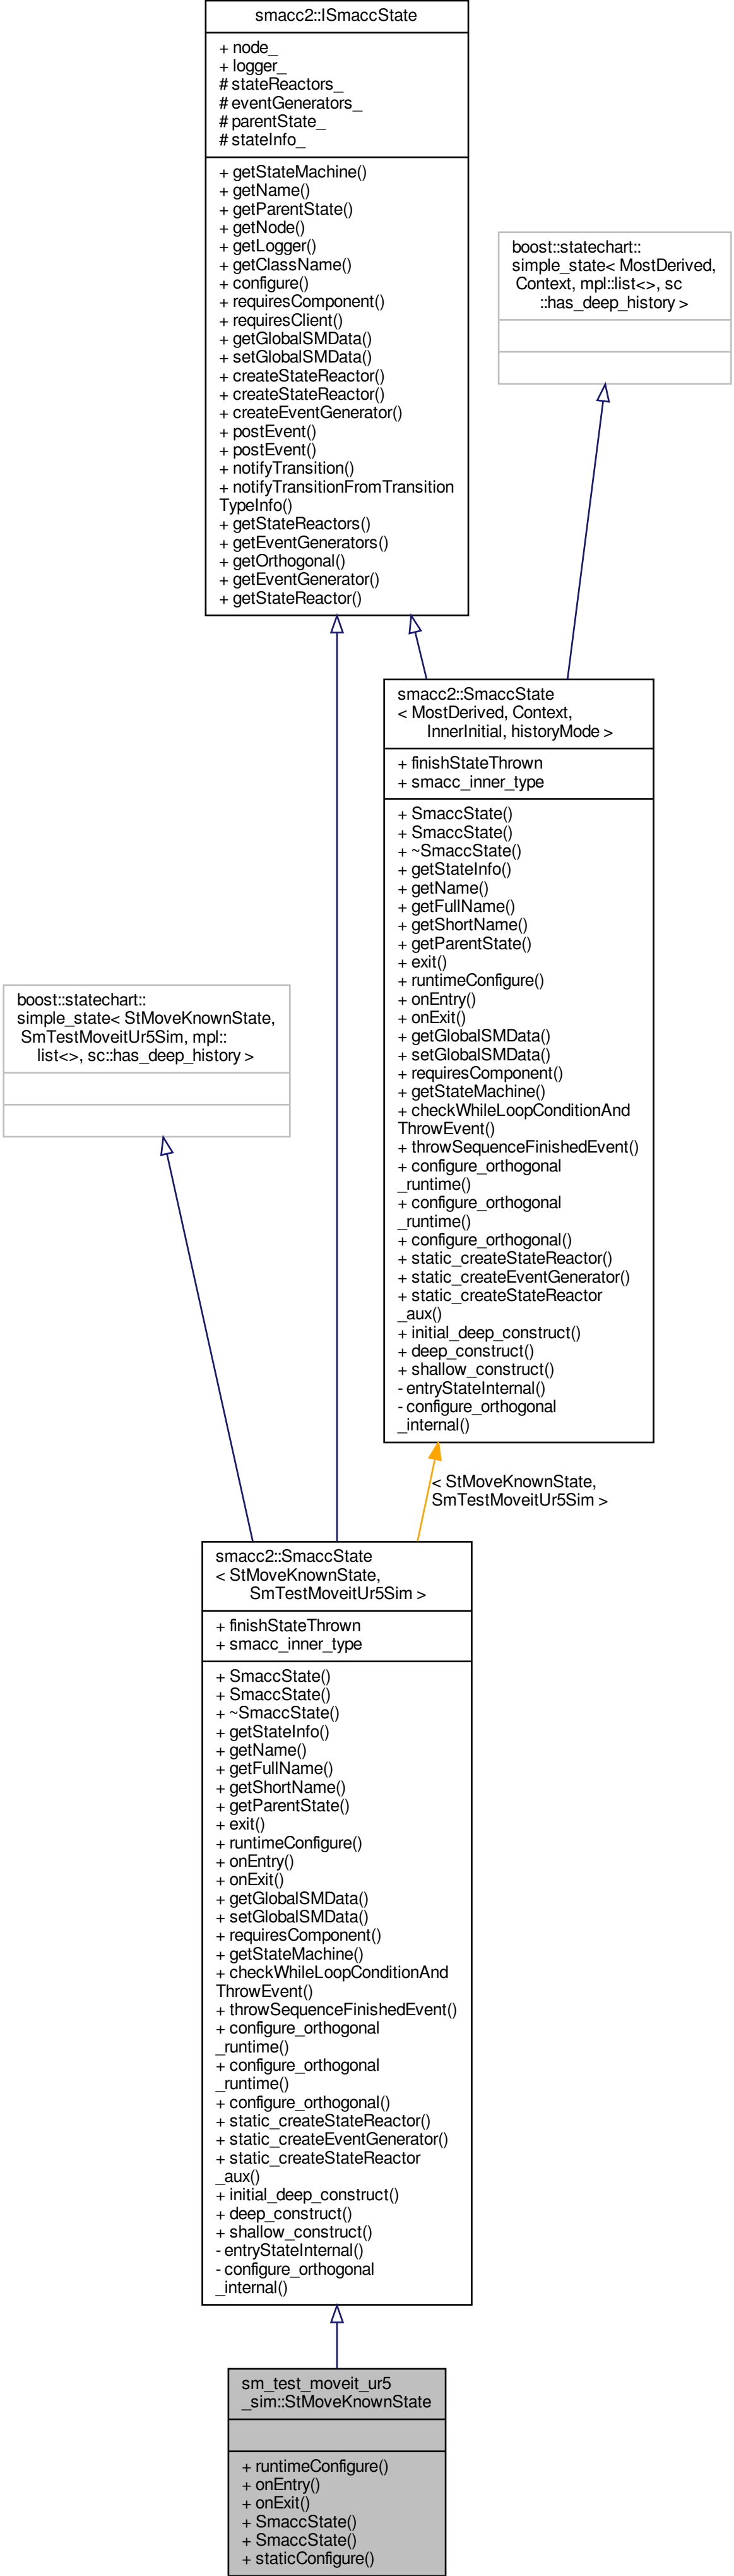 smacc2::ISmaccState
+ node_
+ logger_
# stateReactors_
# eventGenerators_
# parentState_
# stateInfo_
+ getStateMachine()
+ getName()
+ getParentState()
+ getNode()
+ getLogger()
+ getClassName()
+ configure()
+ requiresComponent()
+ requiresClient()
+ getGlobalSMData()
+ setGlobalSMData()
+ createStateReactor()
+ createStateReactor()
+ createEventGenerator()
+ postEvent()
+ postEvent()
+ notifyTransition()
+ notifyTransitionFromTransition
TypeInfo()
+ getStateReactors()
+ getEventGenerators()
+ getOrthogonal()
+ getEventGenerator()
+ getStateReactor()
boost::statechart::
simple_state< MostDerived,
Context, mpl::list<>, sc
::has_deep_history >
smacc2::SmaccState
< MostDerived, Context,
InnerInitial, historyMode >
+ finishStateThrown
+ smacc_inner_type
+ SmaccState()
+ SmaccState()
+ ~SmaccState()
+ getStateInfo()
+ getName()
+ getFullName()
+ getShortName()
+ getParentState()
+ exit()
+ runtimeConfigure()
+ onEntry()
+ onExit()
+ getGlobalSMData()
+ setGlobalSMData()
+ requiresComponent()
+ getStateMachine()
+ checkWhileLoopConditionAnd
ThrowEvent()
+ throwSequenceFinishedEvent()
+ configure_orthogonal
_runtime()
+ configure_orthogonal
_runtime()
+ configure_orthogonal()
+ static_createStateReactor()
+ static_createEventGenerator()
+ static_createStateReactor
_aux()
+ initial_deep_construct()
+ deep_construct()
+ shallow_construct()
- entryStateInternal()
- configure_orthogonal
_internal()
boost::statechart::
simple_state< StMoveKnownState,
SmTestMoveitUr5Sim, mpl::
list<>, sc::has_deep_history >
< StMoveKnownState,
SmTestMoveitUr5Sim >
smacc2::SmaccState
< StMoveKnownState,
SmTestMoveitUr5Sim >
+ finishStateThrown
+ smacc_inner_type
+ SmaccState()
+ SmaccState()
+ ~SmaccState()
+ getStateInfo()
+ getName()
+ getFullName()
+ getShortName()
+ getParentState()
+ exit()
+ runtimeConfigure()
+ onEntry()
+ onExit()
+ getGlobalSMData()
+ setGlobalSMData()
+ requiresComponent()
+ getStateMachine()
+ checkWhileLoopConditionAnd
ThrowEvent()
+ throwSequenceFinishedEvent()
+ configure_orthogonal
_runtime()
+ configure_orthogonal
_runtime()
+ configure_orthogonal()
+ static_createStateReactor()
+ static_createEventGenerator()
+ static_createStateReactor
_aux()
+ initial_deep_construct()
+ deep_construct()
+ shallow_construct()
- entryStateInternal()
- configure_orthogonal
_internal()
sm_test_moveit_ur5
_sim::StMoveKnownState
+ runtimeConfigure()
+ onEntry()
+ onExit()
+ SmaccState()
+ SmaccState()
+ staticConfigure()